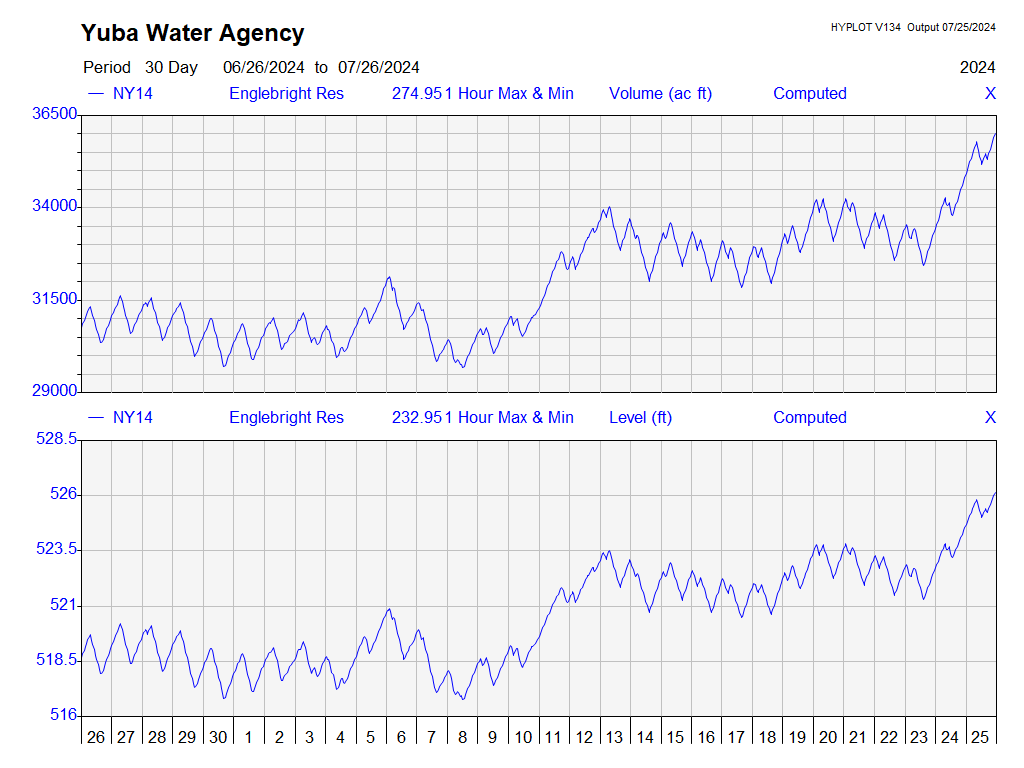 Yuba Water Agency
HYPLOT V134 Output 07/25/2024
Period 30 Day 06/26/2024 to 07/26/2024 2024
NY14 Englebright Res 274.951 Hour Max & Min Volume (ac ft) Computed X
36500
34000
31500
29000
NY14 Englebright Res 232.951 Hour Max & Min Level (ft) Computed X
528.5
526
523.5
521
518.5
516
26 27 28 29 30 1 2 3 4 5 6 7 8 9 10 11 12 13 14 15 16 17 18 19 20 21 22 23 24 25